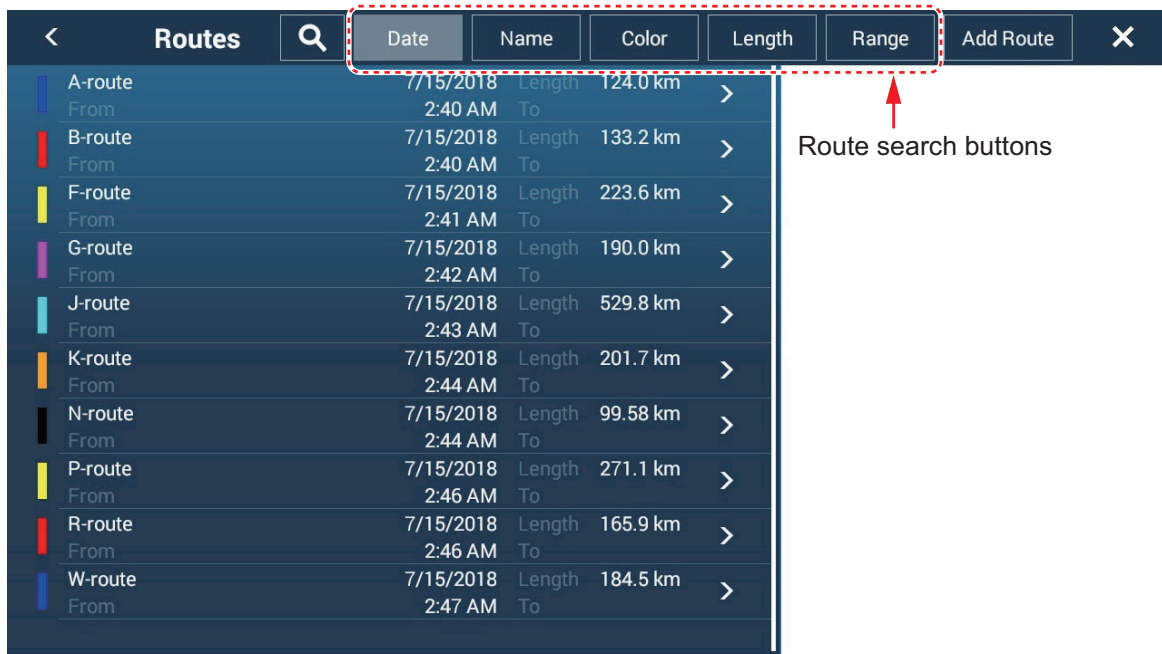 Routes Date Name Color Length Range Add Route
Route search buttons
A-route 7/15/2018 Length 124.0 km
From 2:40 AM To
B-route 7/15/2018 Length 133.2 km
From 2:40 AM To
F-route 7/15/2018 Length 223.6 km
From 2:41 AM To
G-route 7/15/2018 Length 190.0 km
From 2:42 AM To
J-route 7/15/2018 Length 529.8 km
From 2:43 AM To
K-route 7/15/2018 Length 201.7 km
From 2:44 AM To
N-route 7/15/2018 Length 99.58 km
From 2:44 AM To
P-route 7/15/2018 Length 271.1 km
From 2:46 AM To
R-route 7/15/2018 Length 165.9 km
From 2:46 AM To
W-route 7/15/2018 Length 184.5 km
From 2:47 AM To